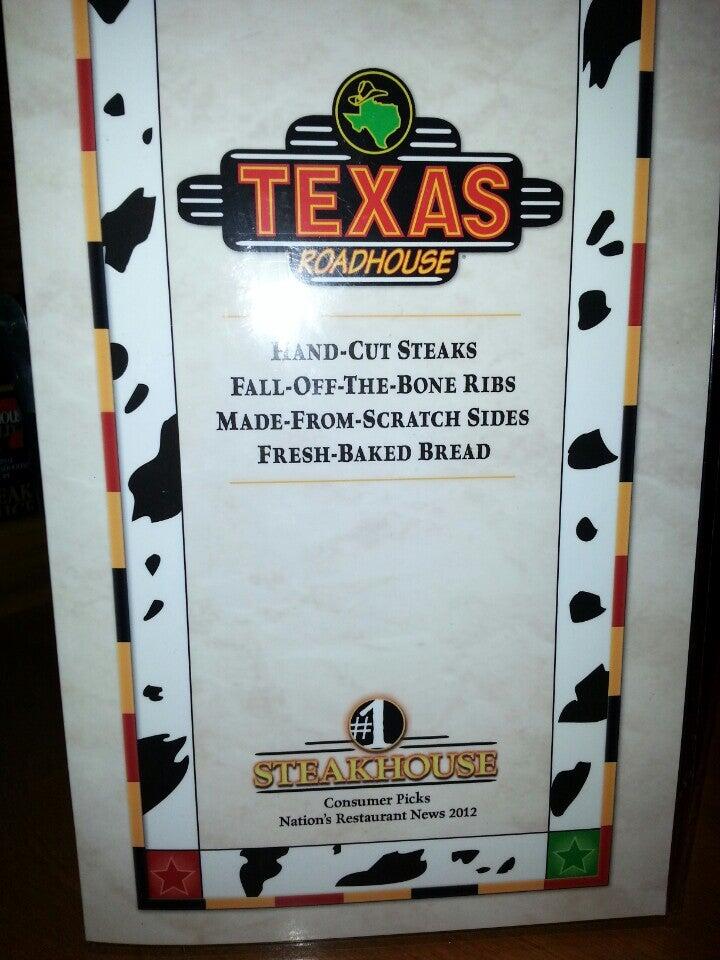 TEXAS
ROADHOUSE
HAND-CUT STEAKS
FALL-OFF-THE-BONE RIBS
MADE-FROM-SCRATCH SIDES
FRESH-BAKED BREAD
#1
STEAKHOUSE
Consumer Picks
Nation's Restaurant News 2012